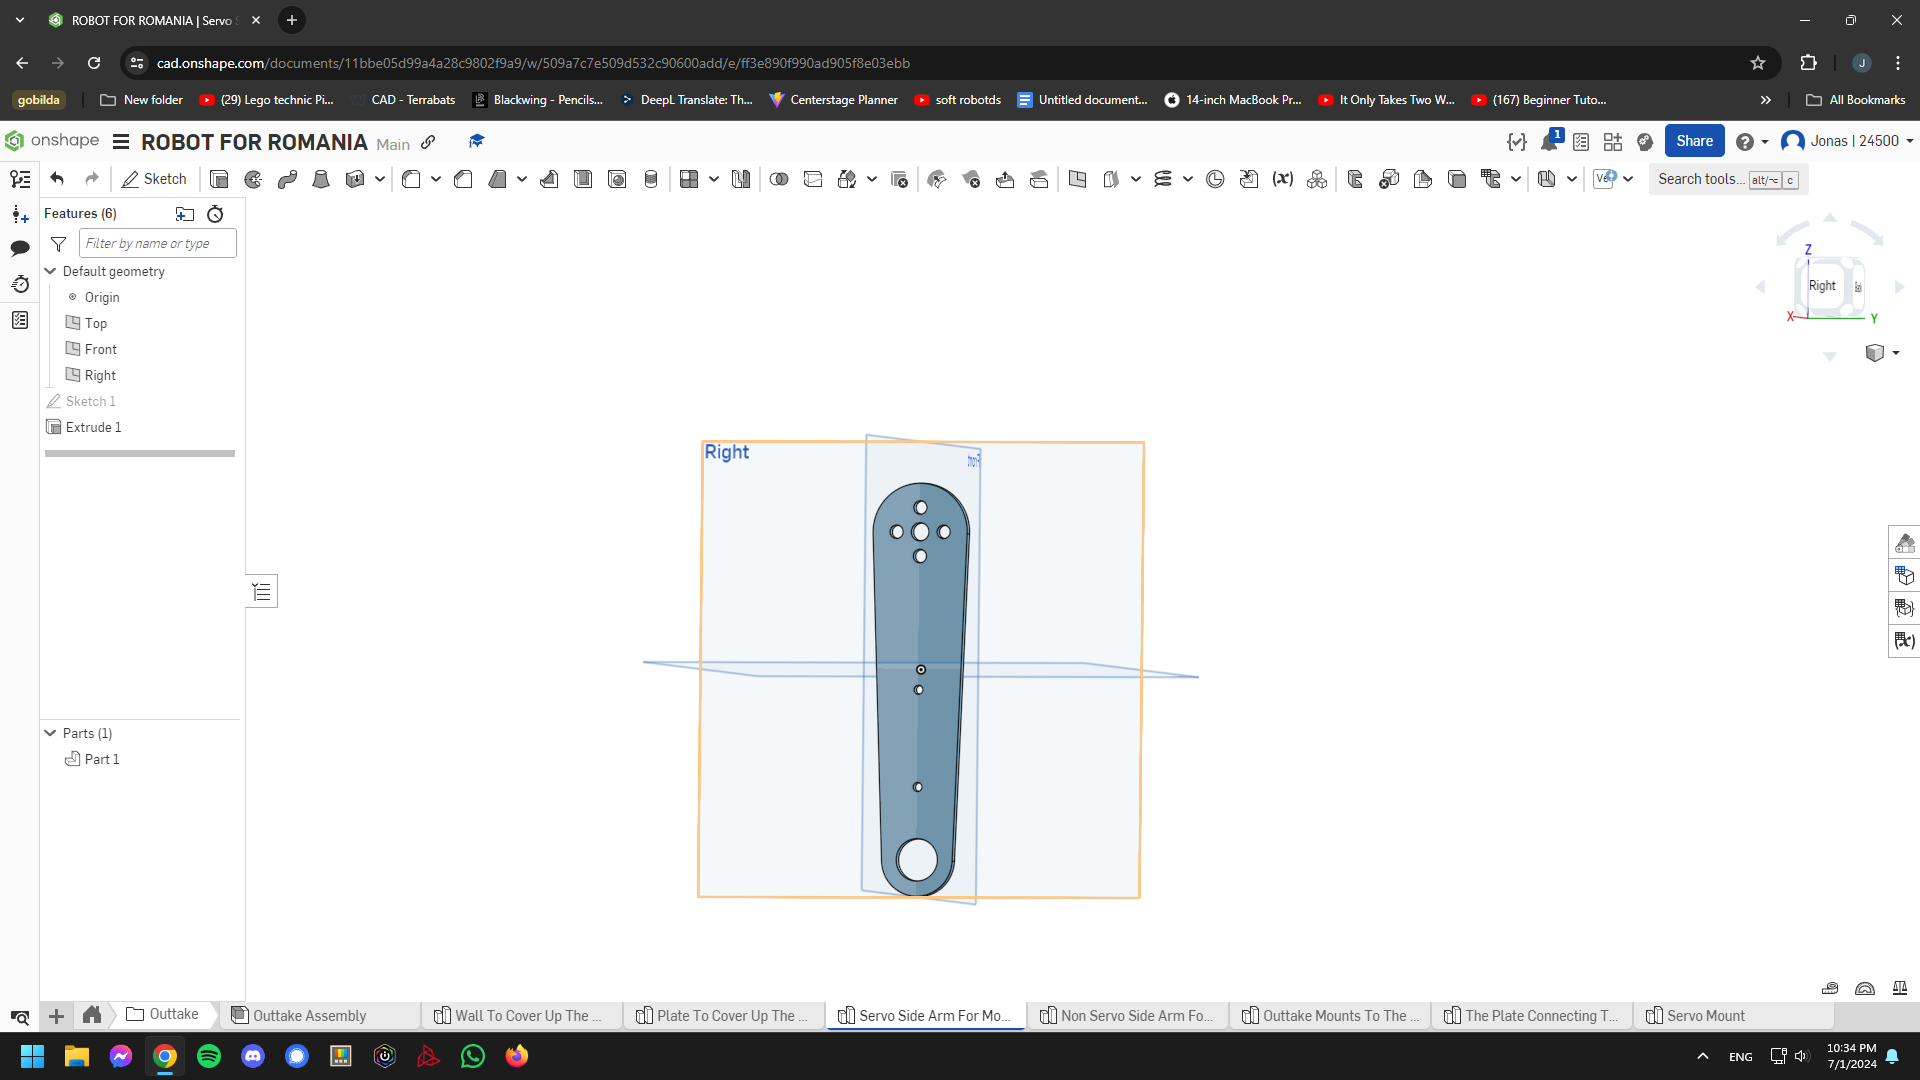 ROBOT FOR ROMANIA | Servo S
cad.onshape.com/documents/11bbe05d99a4a28c9802f9a9/w/509a7c7e509d532c90600add/e/ff3e890f990ad905f8e03ebb
J
gobilda
New folder
(29) Lego technic Pi...
CAD - Terrabats
Blackwing - Pencils...
DeepL Translate: Th...
Centerstage Planner
soft robotds
Untitled document...
14-inch MacBook Pr...
It Only Takes Two W...
(167) Beginner Tuto...
All Bookmarks
onshape
ROBOT FOR ROMANIA Main
1
Share
Jonas | 24500
Sketch
Search tools... alt/⌥ c
Features (6)
Filter by name or type
Default geometry
Origin
Top
Front
Right
Sketch 1
Extrude 1
Parts (1)
Part 1
Right
Front
Z
Right
X
Y
Outtake
Outtake Assembly
Wall To Cover Up The ...
Plate To Cover Up The ...
Servo Side Arm For Mo...
Non Servo Side Arm Fo...
Outtake Mounts To The ...
The Plate Connecting T...
Servo Mount
ENG
10:34 PM
7/1/2024